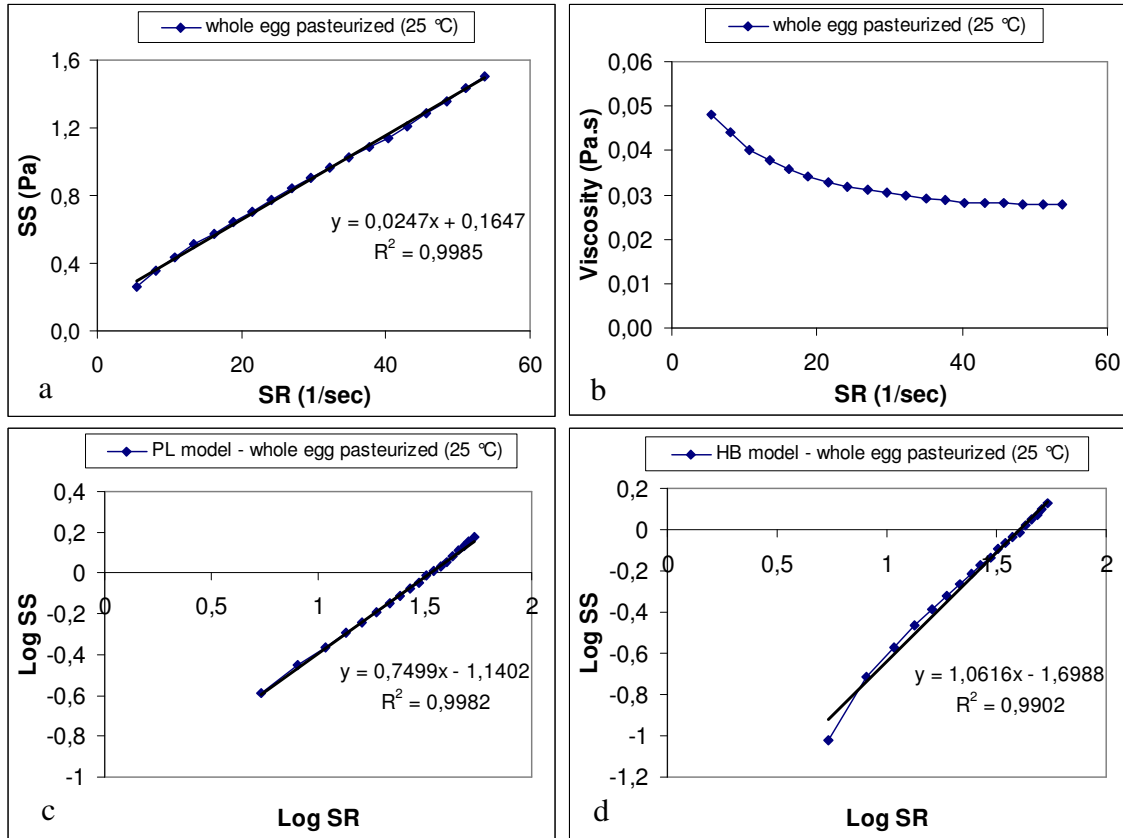 whole egg pasteurized (25 °C)
1,6
1,2
0,8
0,4
0,0
SS (Pa)
y = 0,0247x + 0,1647
R² = 0,9985
0 20 40 60
a
SR (1/sec)
whole egg pasteurized (25 °C)
0,06
0,05
0,04
0,03
0,02
0,01
0,00
Viscosity (Pa.s)
0 20 40 60
b
SR (1/sec)
PL model - whole egg pasteurized (25 °C)
0,4
0,2
0
-0,2
-0,4
-0,6
-0,8
-1
Log SS
0 0,5 1 1,5 2
y = 0,7499x - 1,1402
R² = 0,9982
c
Log SR
HB model - whole egg pasteurized (25 °C)
0,2
0
-0,2
-0,4
-0,6
-0,8
-1
-1,2
Log SS
0 0,5 1 1,5 2
y = 1,0616x - 1,6988
R² = 0,9902
d
Log SR